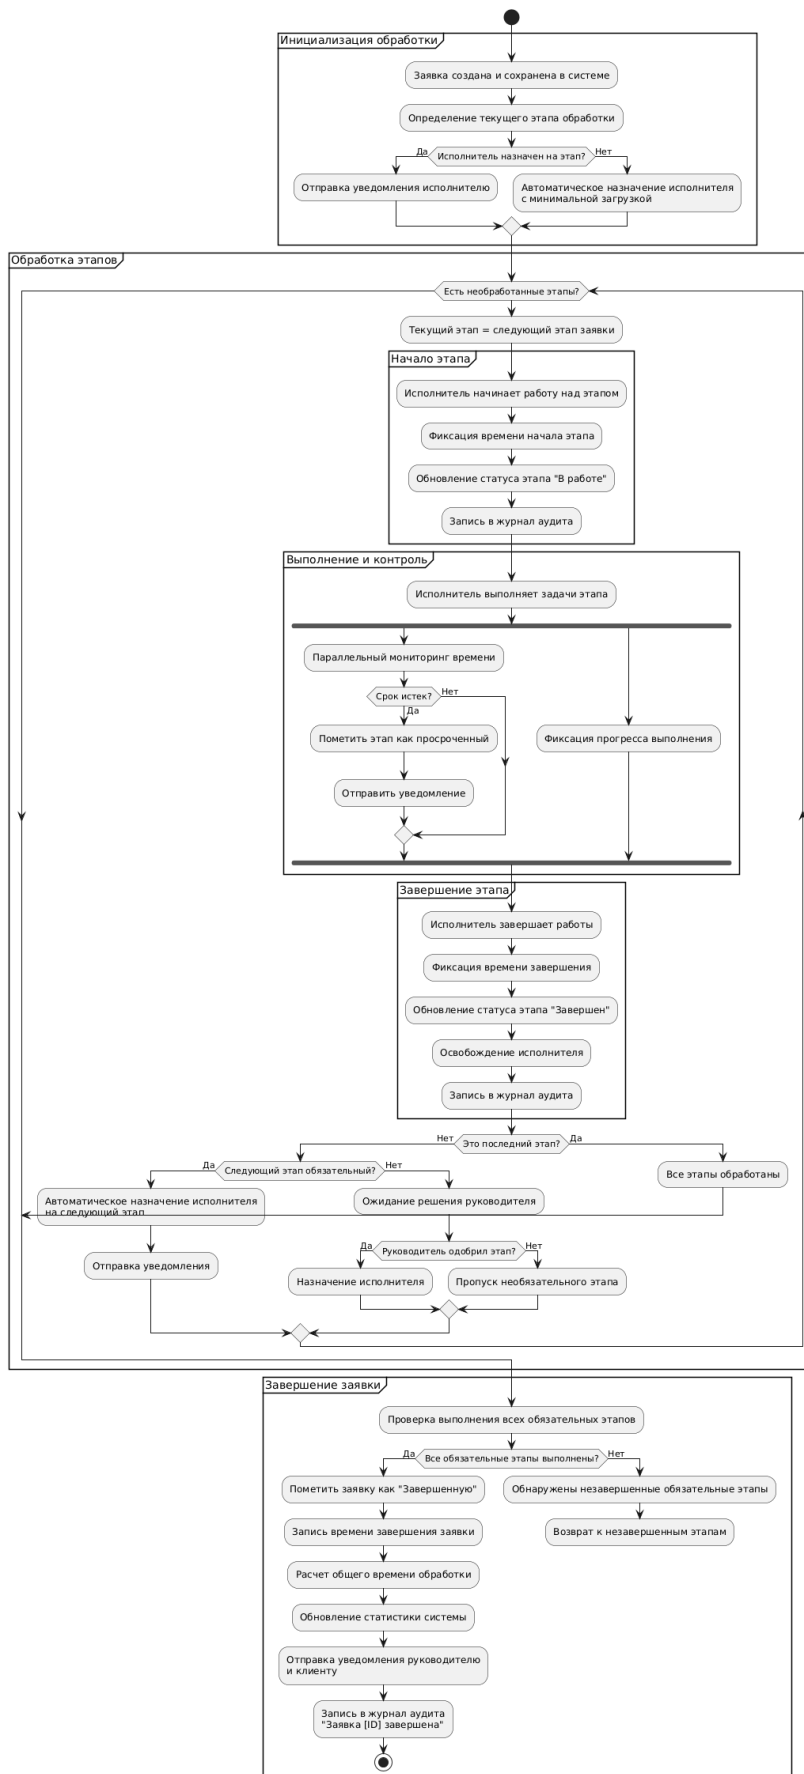 Инициализация обработки
Заявка создана и сохранена в системе
Определение текущего этапа обработки
Да
Исполнитель назначен на этап?
Нет
Отправка уведомления исполнителю
Автоматическое назначение исполнителя
с минимальной загрузкой
Обработка этапов
Есть необработанные этапы?
Текущий этап = следующий этап заявки
Начало этапа
Исполнитель начинает работу над этапом
Фиксация времени начала этапа
Обновление статуса этапа "В работе"
Запись в журнал аудита
Выполнение и контроль
Исполнитель выполняет задачи этапа
Параллельный мониторинг времени
Срок истек?
Нет
Да
Пометить этап как просроченный
Фиксация прогресса выполнения
Отправить уведомление
Завершение этапа
Исполнитель завершает работы
Фиксация времени завершения
Обновление статуса этапа "Завершен"
Освобождение исполнителя
Запись в журнал аудита
Нет
Это последний этап?
Да
Да
Следующий этап обязательный?
Нет
Все этапы обработаны
Автоматическое назначение исполнителя
на следующий этап
Ожидание решения руководителя
Отправка уведомления
Да
Руководитель одобрил этап?
Нет
Назначение исполнителя
Пропуск необязательного этапа
Завершение заявки
Проверка выполнения всех обязательных этапов
Да
Все обязательные этапы выполнены?
Нет
Пометить заявку как "Завершенную"
Обнаружены незавершенные обязательные этапы
Запись времени завершения заявки
Возврат к незавершенным этапам
Расчет общего времени обработки
Обновление статистики системы
Отправка уведомления руководителю
и клиенту
Запись в журнал аудита
"Заявка [ID] завершена"